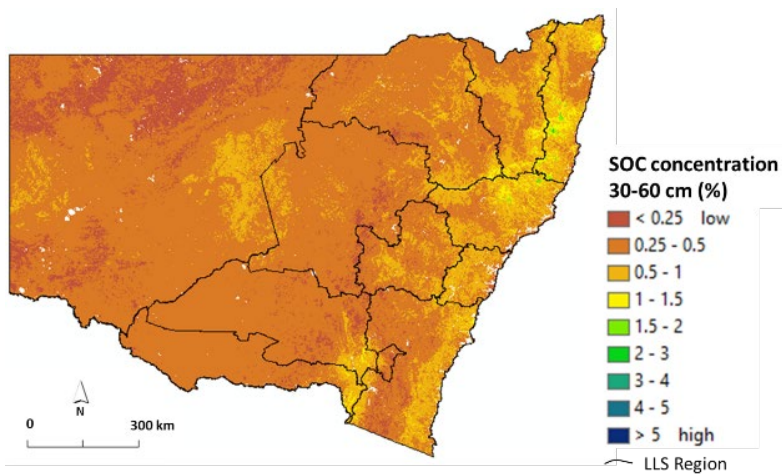 SOC concentration
30-60 cm (%)
< 0.25 low
0.25 - 0.5
0.5 - 1
1 - 1.5
1.5 - 2
2 - 3
3 - 4
4 - 5
> 5 high
LLS Region
N
0 300 km